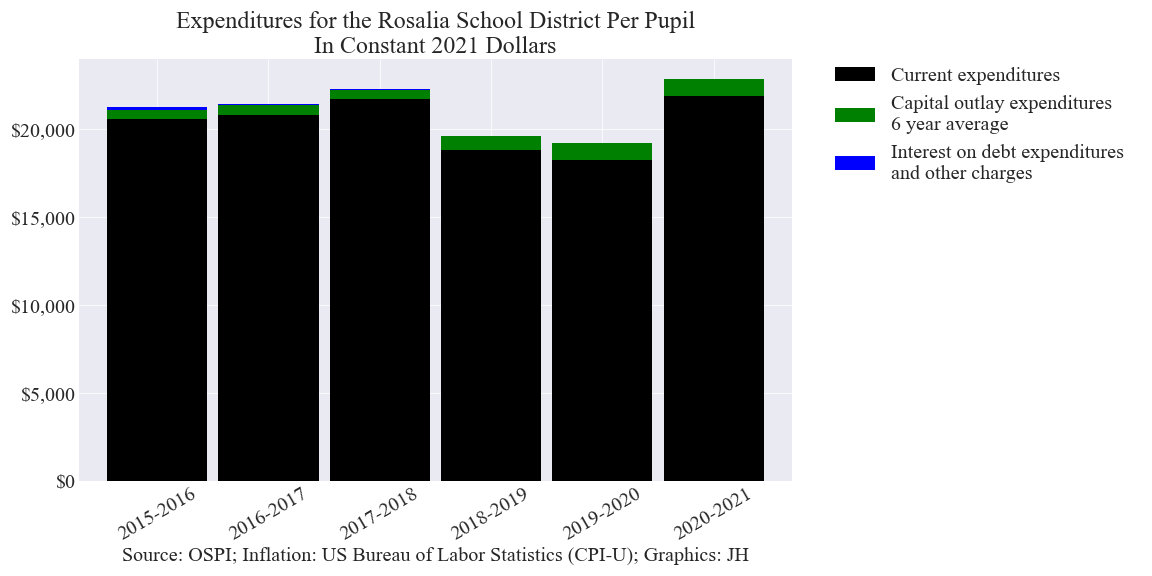 Expenditures for the Rosalia School District Per Pupil
In Constant 2021 Dollars
Current expenditures
Capital outlay expenditures
6 year average
Interest on debt expenditures
and other charges
$20,000
$15,000
$10,000
$5,000
$0
2015-2016
2016-2017
2017-2018
2018-2019
2019-2020
2020-2021
Source: OSPI; Inflation: US Bureau of Labor Statistics (CPI-U); Graphics: JH